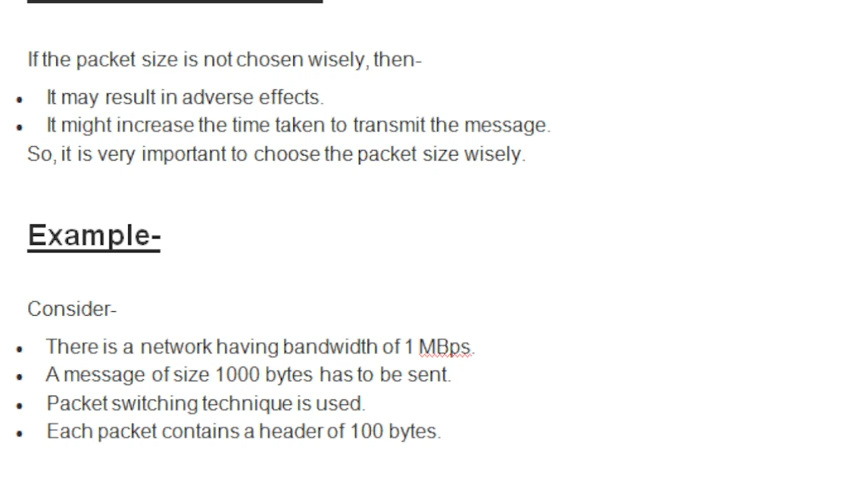 If the packet size is not chosen wisely, then-
• It may result in adverse effects.
• It might increase the time taken to transmit the message.
So, it is very important to choose the packet size wisely.
Example-
Consider-
• There is a network having bandwidth of 1 MBps.
• A message of size 1000 bytes has to be sent.
• Packet switching technique is used.
• Each packet contains a header of 100 bytes.